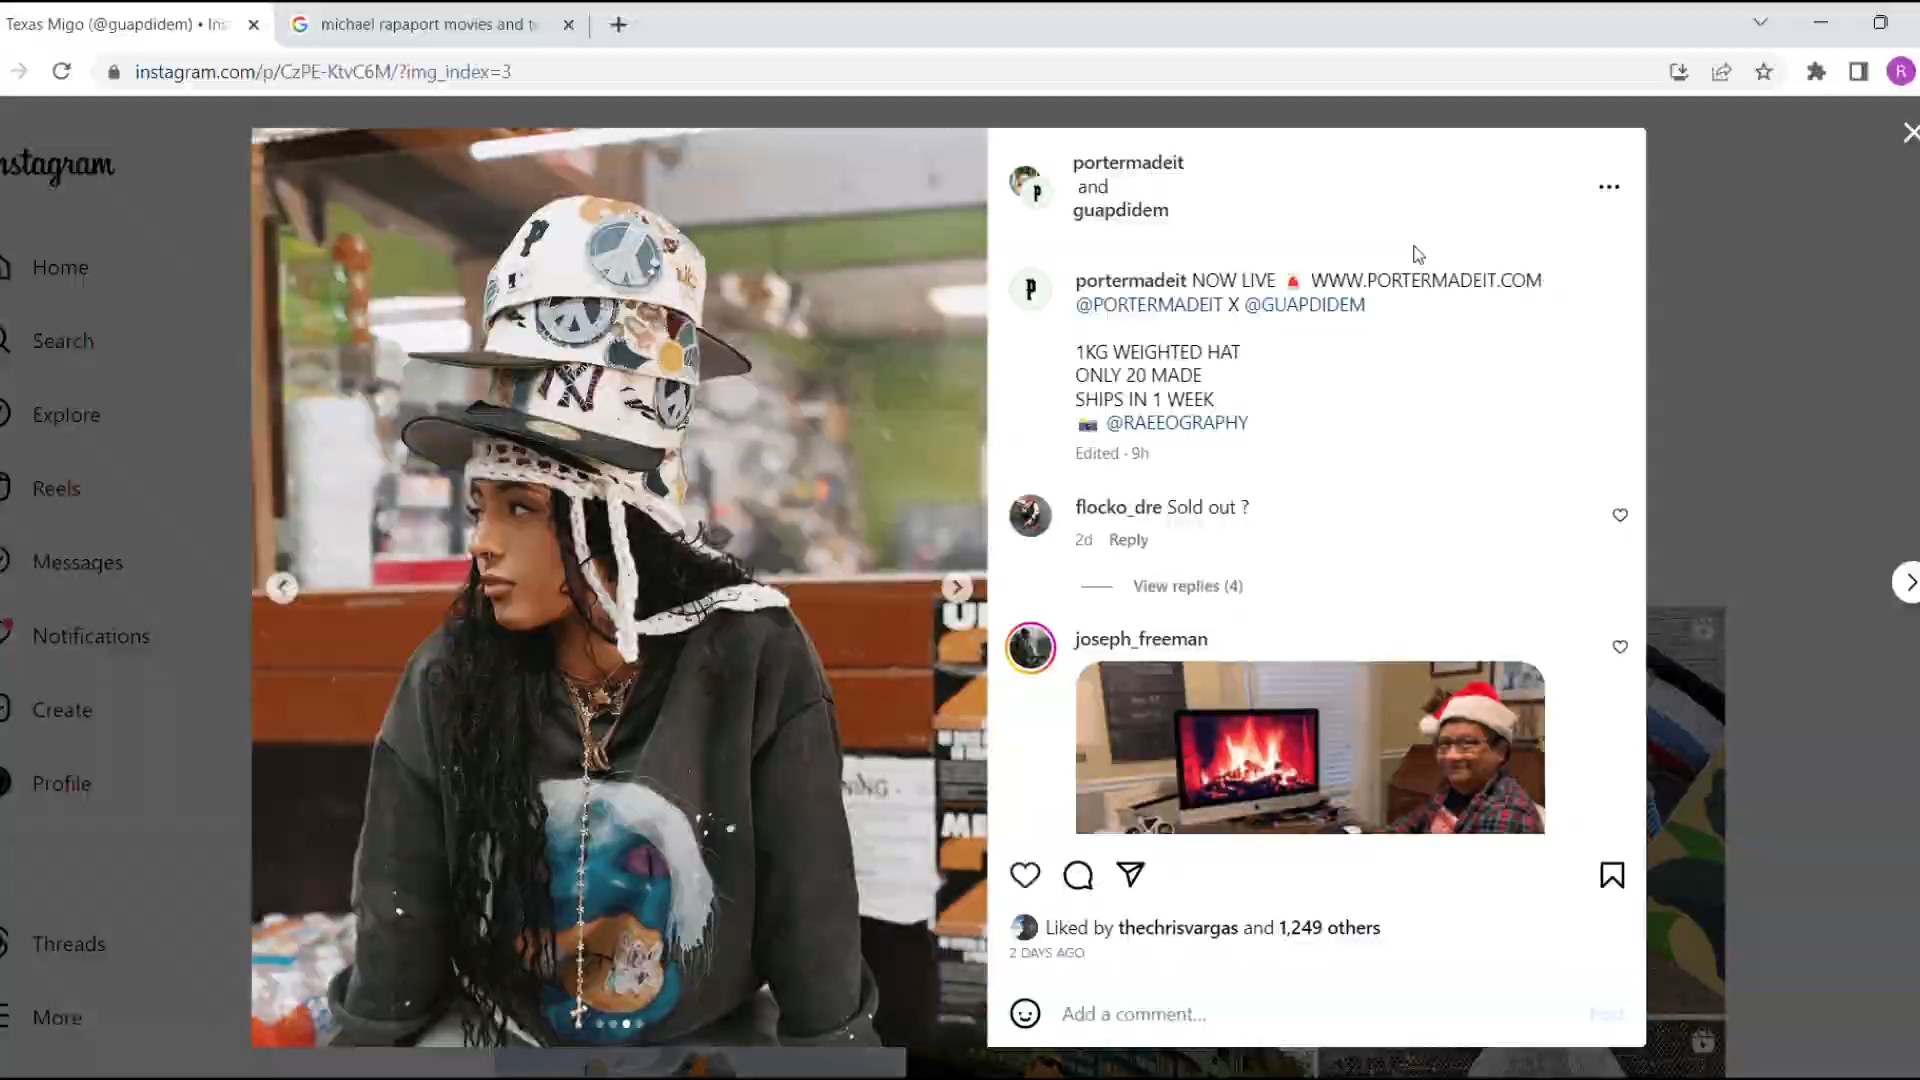 Texas Migo (@guapdidem) • Ins
michael rapaport movies and t
instagram.com/p/CzPE-KtvC6M/?img_index=3
R
nstagram
Home
Search
Explore
Reels
Messages
Notifications
Create
Profile
Threads
More
portermadeit
and
guapdidem
portermadeit NOW LIVE 🚨 WWW.PORTERMADEIT.COM
@PORTERMADEIT X @GUAPDIDEM
1KG WEIGHTED HAT
ONLY 20 MADE
SHIPS IN 1 WEEK
📸 @RAEEOGRAPHY
Edited · 9h
flocko_dre Sold out ?
2d Reply
View replies (4)
joseph_freeman
Liked by thechrisvargas and 1,249 others
2 DAYS AGO
Add a comment...
Post